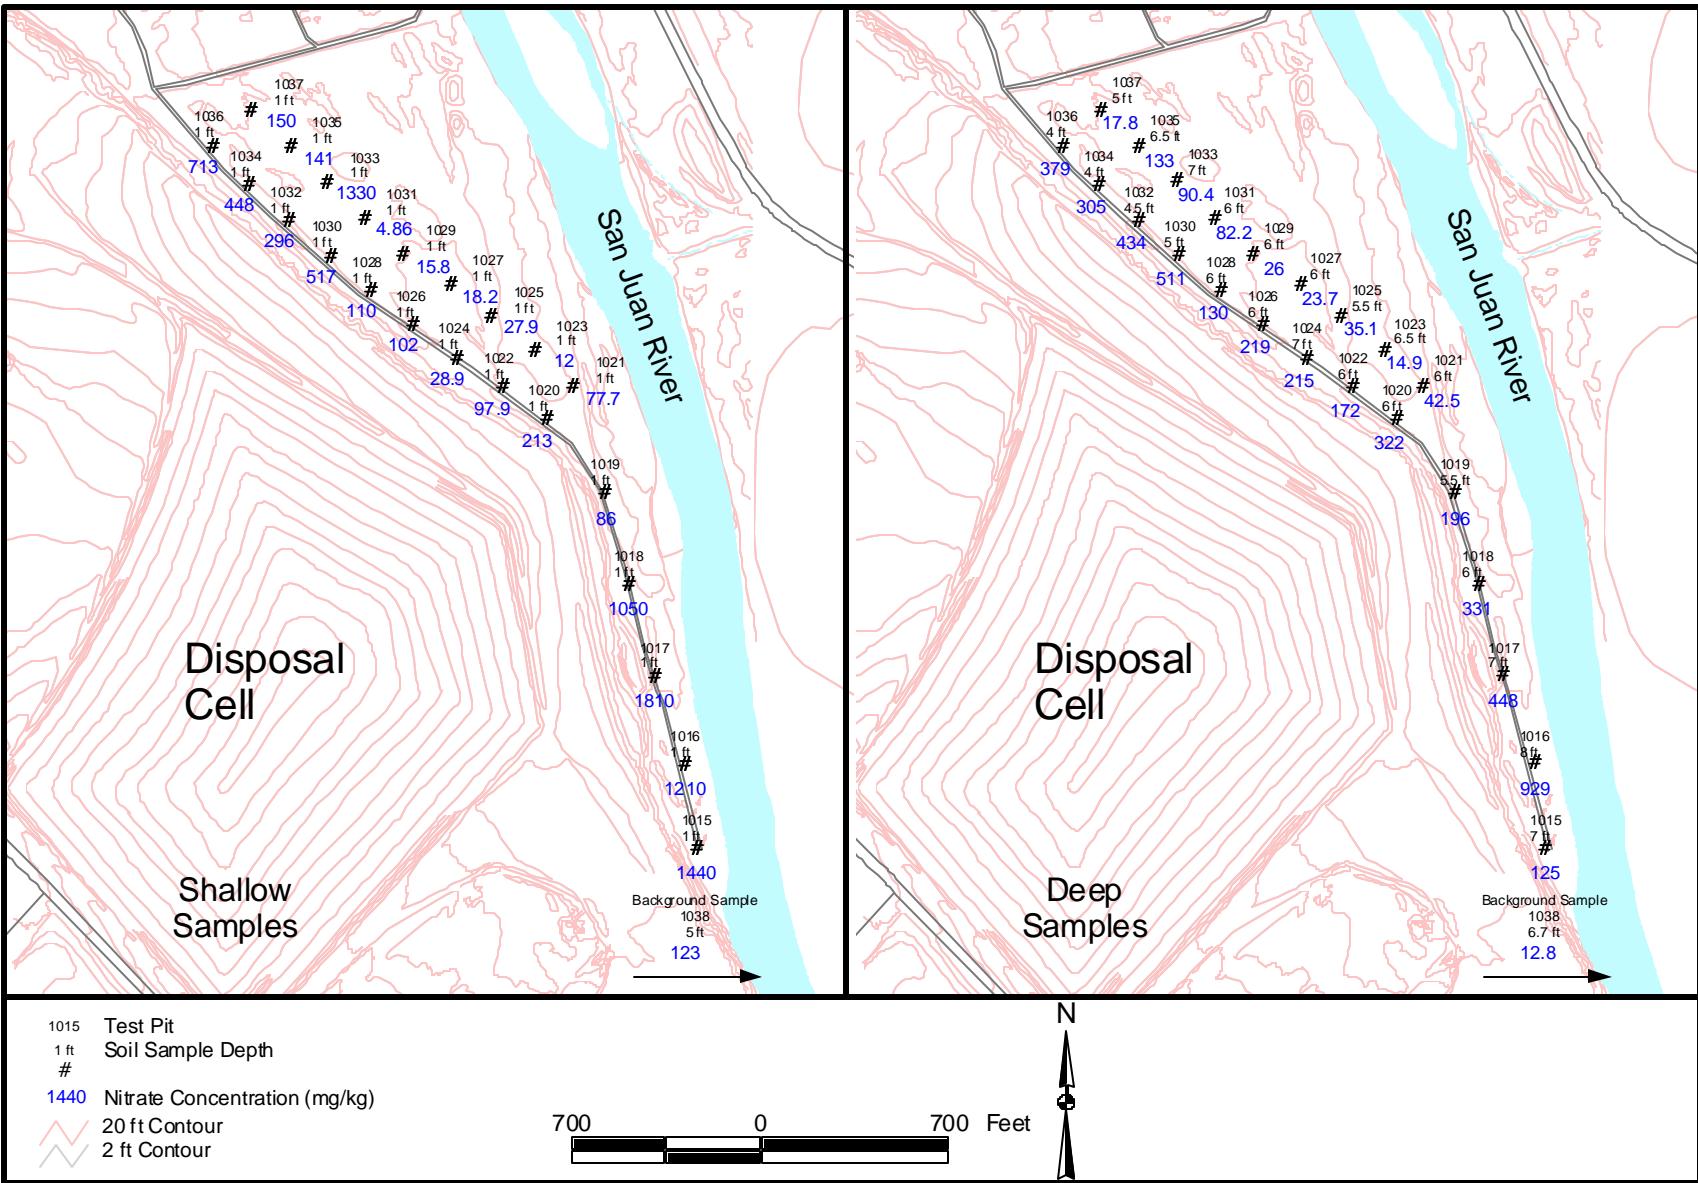 1037
1 ft
150
1036
1 ft
713
1035
1 ft
141
1034
1 ft
448
1033
1 ft
1330
1032
1 ft
296
1031
1 ft
4.86
1030
1 ft
517
1029
1 ft
15.8
1028
1 ft
110
1027
1 ft
18.2
1026
1 ft
102
1025
1 ft
27.9
1024
1 ft
28.9
1023
1 ft
12
1022
1 ft
97.9
1021
1 ft
77.7
1020
1 ft
213
1019
1 ft
86
1018
1 ft
1050
1017
1 ft
1810
1016
1 ft
1210
1015
1 ft
1440
San Juan River
Disposal
Cell
Shallow
Samples
Background Sample
1038
5 ft
123
1037
5 ft
17.8
1036
4 ft
379
1035
6.5 ft
133
1034
4 ft
305
1033
7 ft
90.4
1032
4.5 ft
434
1031
6 ft
82.2
1030
5 ft
511
1029
6 ft
26
1028
6 ft
130
1027
6 ft
23.7
1026
6 ft
219
1025
5.5 ft
35.1
1024
7 ft
215
1023
6.5 ft
14.9
1022
6 ft
172
1021
6 ft
42.5
1020
6 ft
322
1019
5.5 ft
196
1018
6 ft
331
1017
7 ft
448
1016
8 ft
929
1015
7 ft
125
San Juan River
Disposal
Cell
Deep
Samples
Background Sample
1038
6.7 ft
12.8
1015 Test Pit
1 ft Soil Sample Depth
#
1440 Nitrate Concentration (mg/kg)
20 ft Contour
2 ft Contour
700 0 700 Feet
N